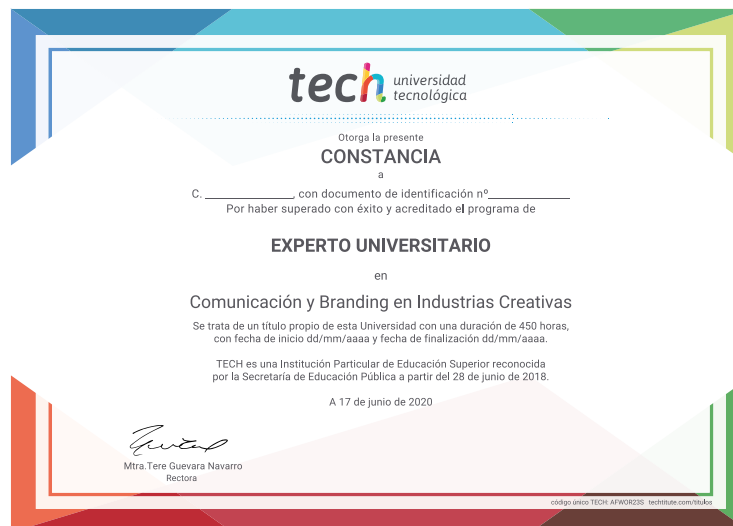 tech universidad
tecnológica
Otorga la presente
CONSTANCIA
a
C. ______________, con documento de identificación nº______________
Por haber superado con éxito y acreditado el programa de
EXPERTO UNIVERSITARIO
en
Comunicación y Branding en Industrias Creativas
Se trata de un título propio de esta Universidad con una duración de 450 horas,
con fecha de inicio dd/mm/aaaa y fecha de finalización dd/mm/aaaa.
TECH es una Institución Particular de Educación Superior reconocida
por la Secretaría de Educación Pública a partir del 28 de junio de 2018.
A 17 de junio de 2020
Mtra.Tere Guevara Navarro
Rectora
código único TECH: AFWOR23S techtitute.com/titulos